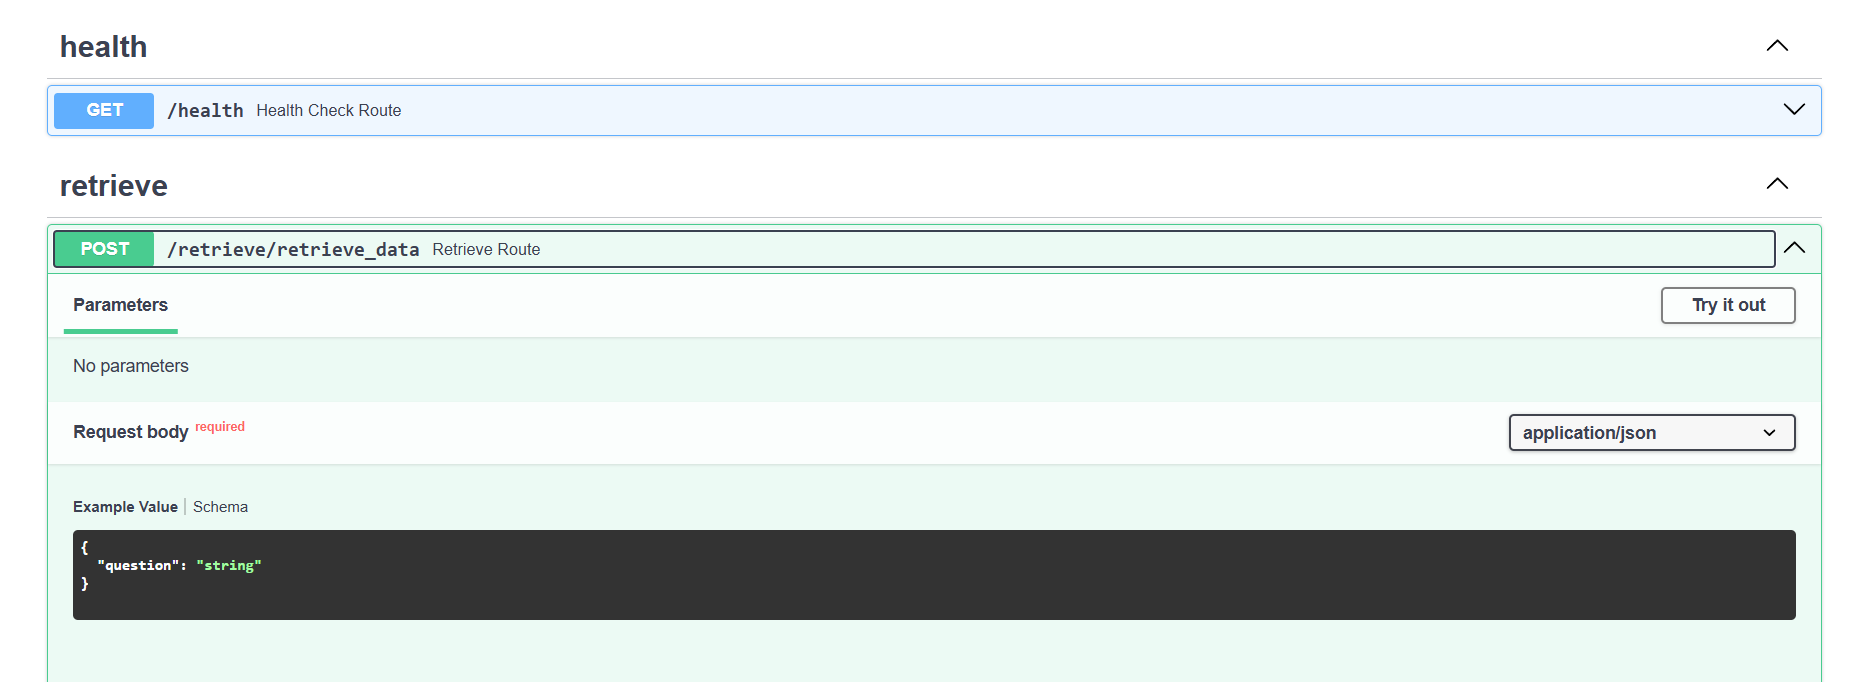 health
GET /health Health Check Route
retrieve
POST /retrieve/retrieve_data Retrieve Route
Parameters Try it out
No parameters
Request body required application/json
Example Value | Schema
{
  "question": "string"
}